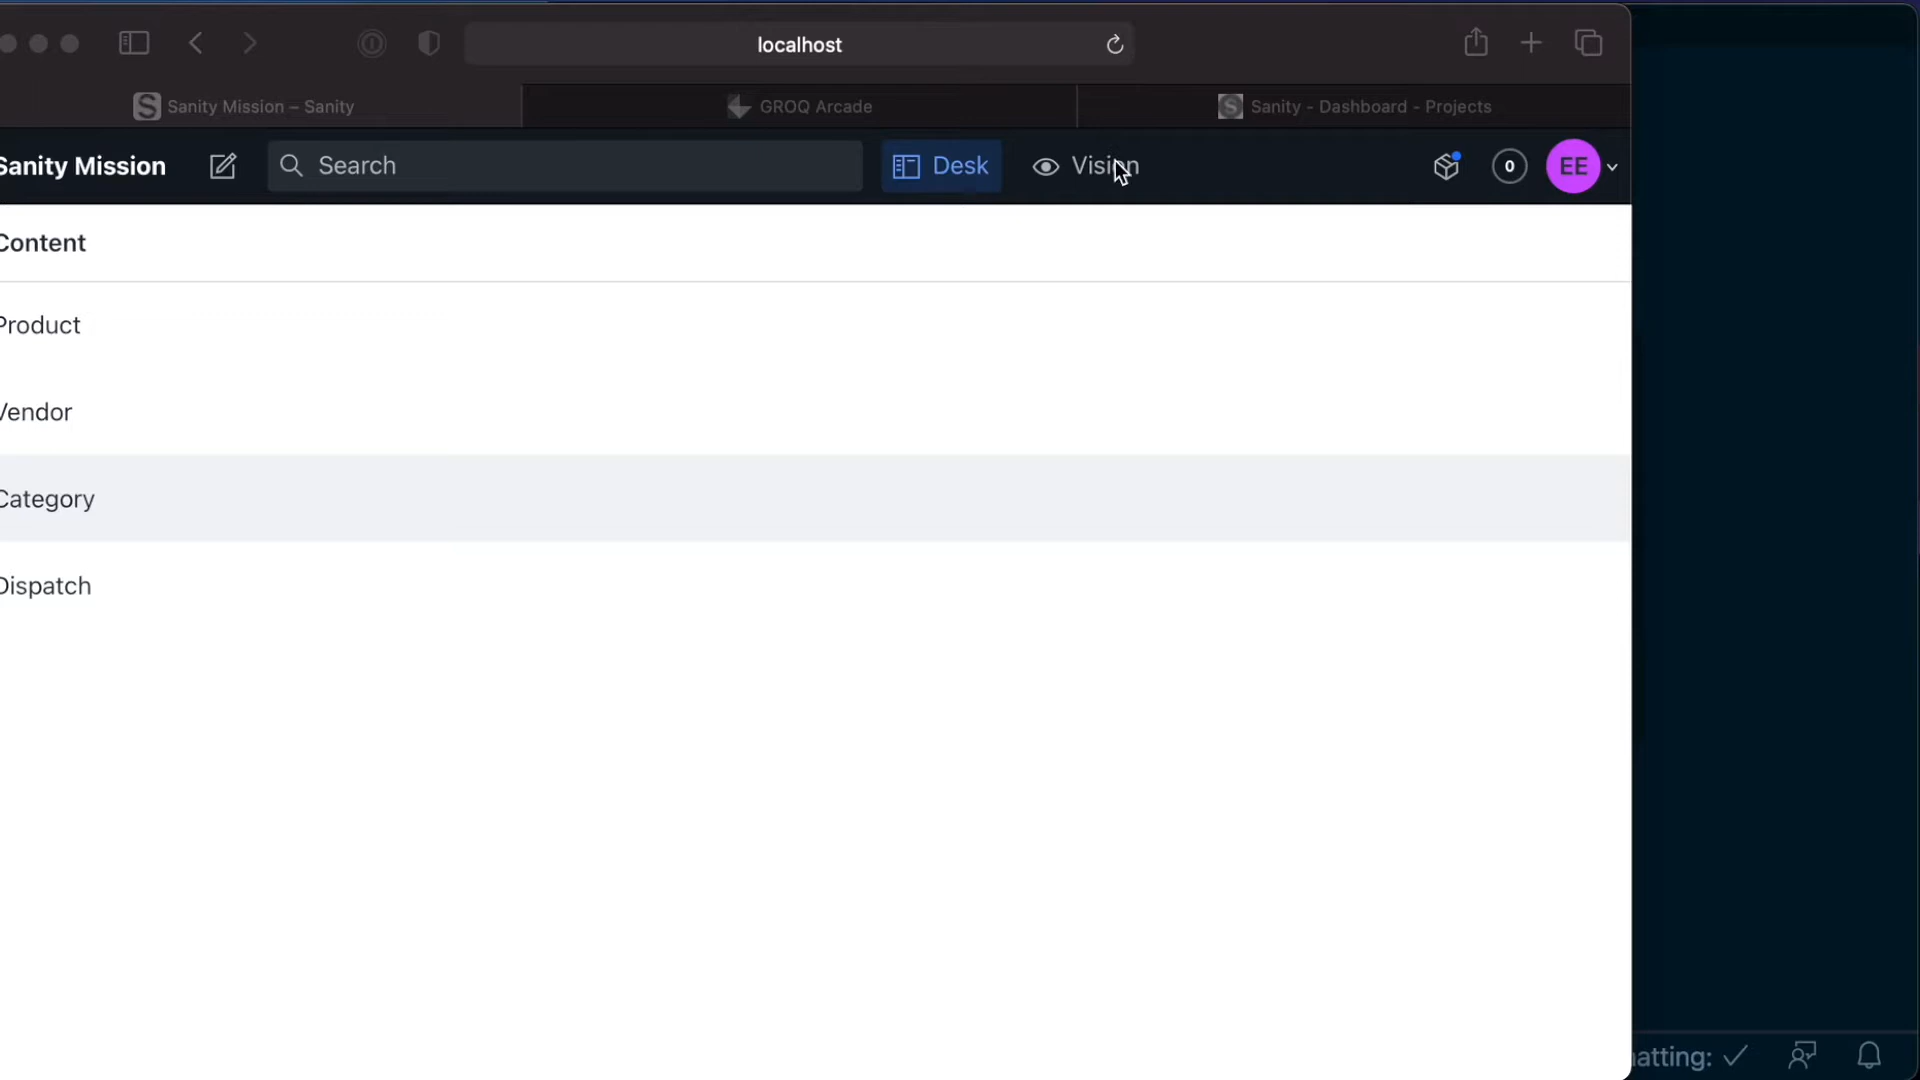 localhost
Sanity Mission – Sanity
GROQ Arcade
Sanity - Dashboard - Projects
Sanity Mission
Search
Desk
Vision
0
EE
Content
Product
Vendor
Category
Dispatch
atting: